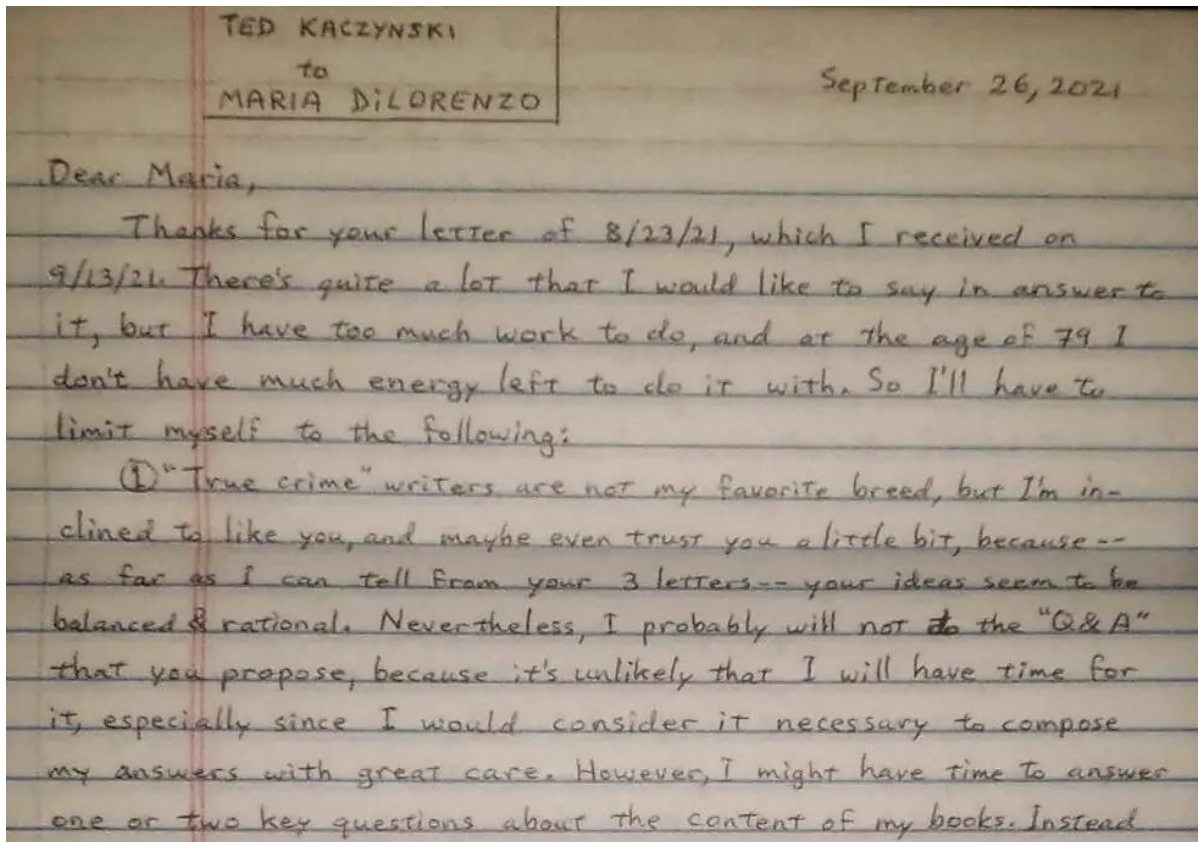 TED KACZYNSKI
to
MARIA DiLORENZO
September 26, 2021
Dear Maria,
Thanks for your letter of 8/23/21, which I received on
9/13/21. There's quite a lot that I would like to say in answer to
it, but I have too much work to do, and at the age of 79 I
don't have much energy left to do it with. So I'll have to
limit myself to the following:
① "True crime" writers are not my favorite breed, but I'm in-
clined to like you, and maybe even trust you a little bit, because --
as far as I can tell from your 3 letters -- your ideas seem to be
balanced & rational. Nevertheless, I probably will not do the "Q & A"
that you propose, because it's unlikely that I will have time for
it, especially since I would consider it necessary to compose
my answers with great care. However, I might have time to answer
one or two key questions about the content of my books. Instead